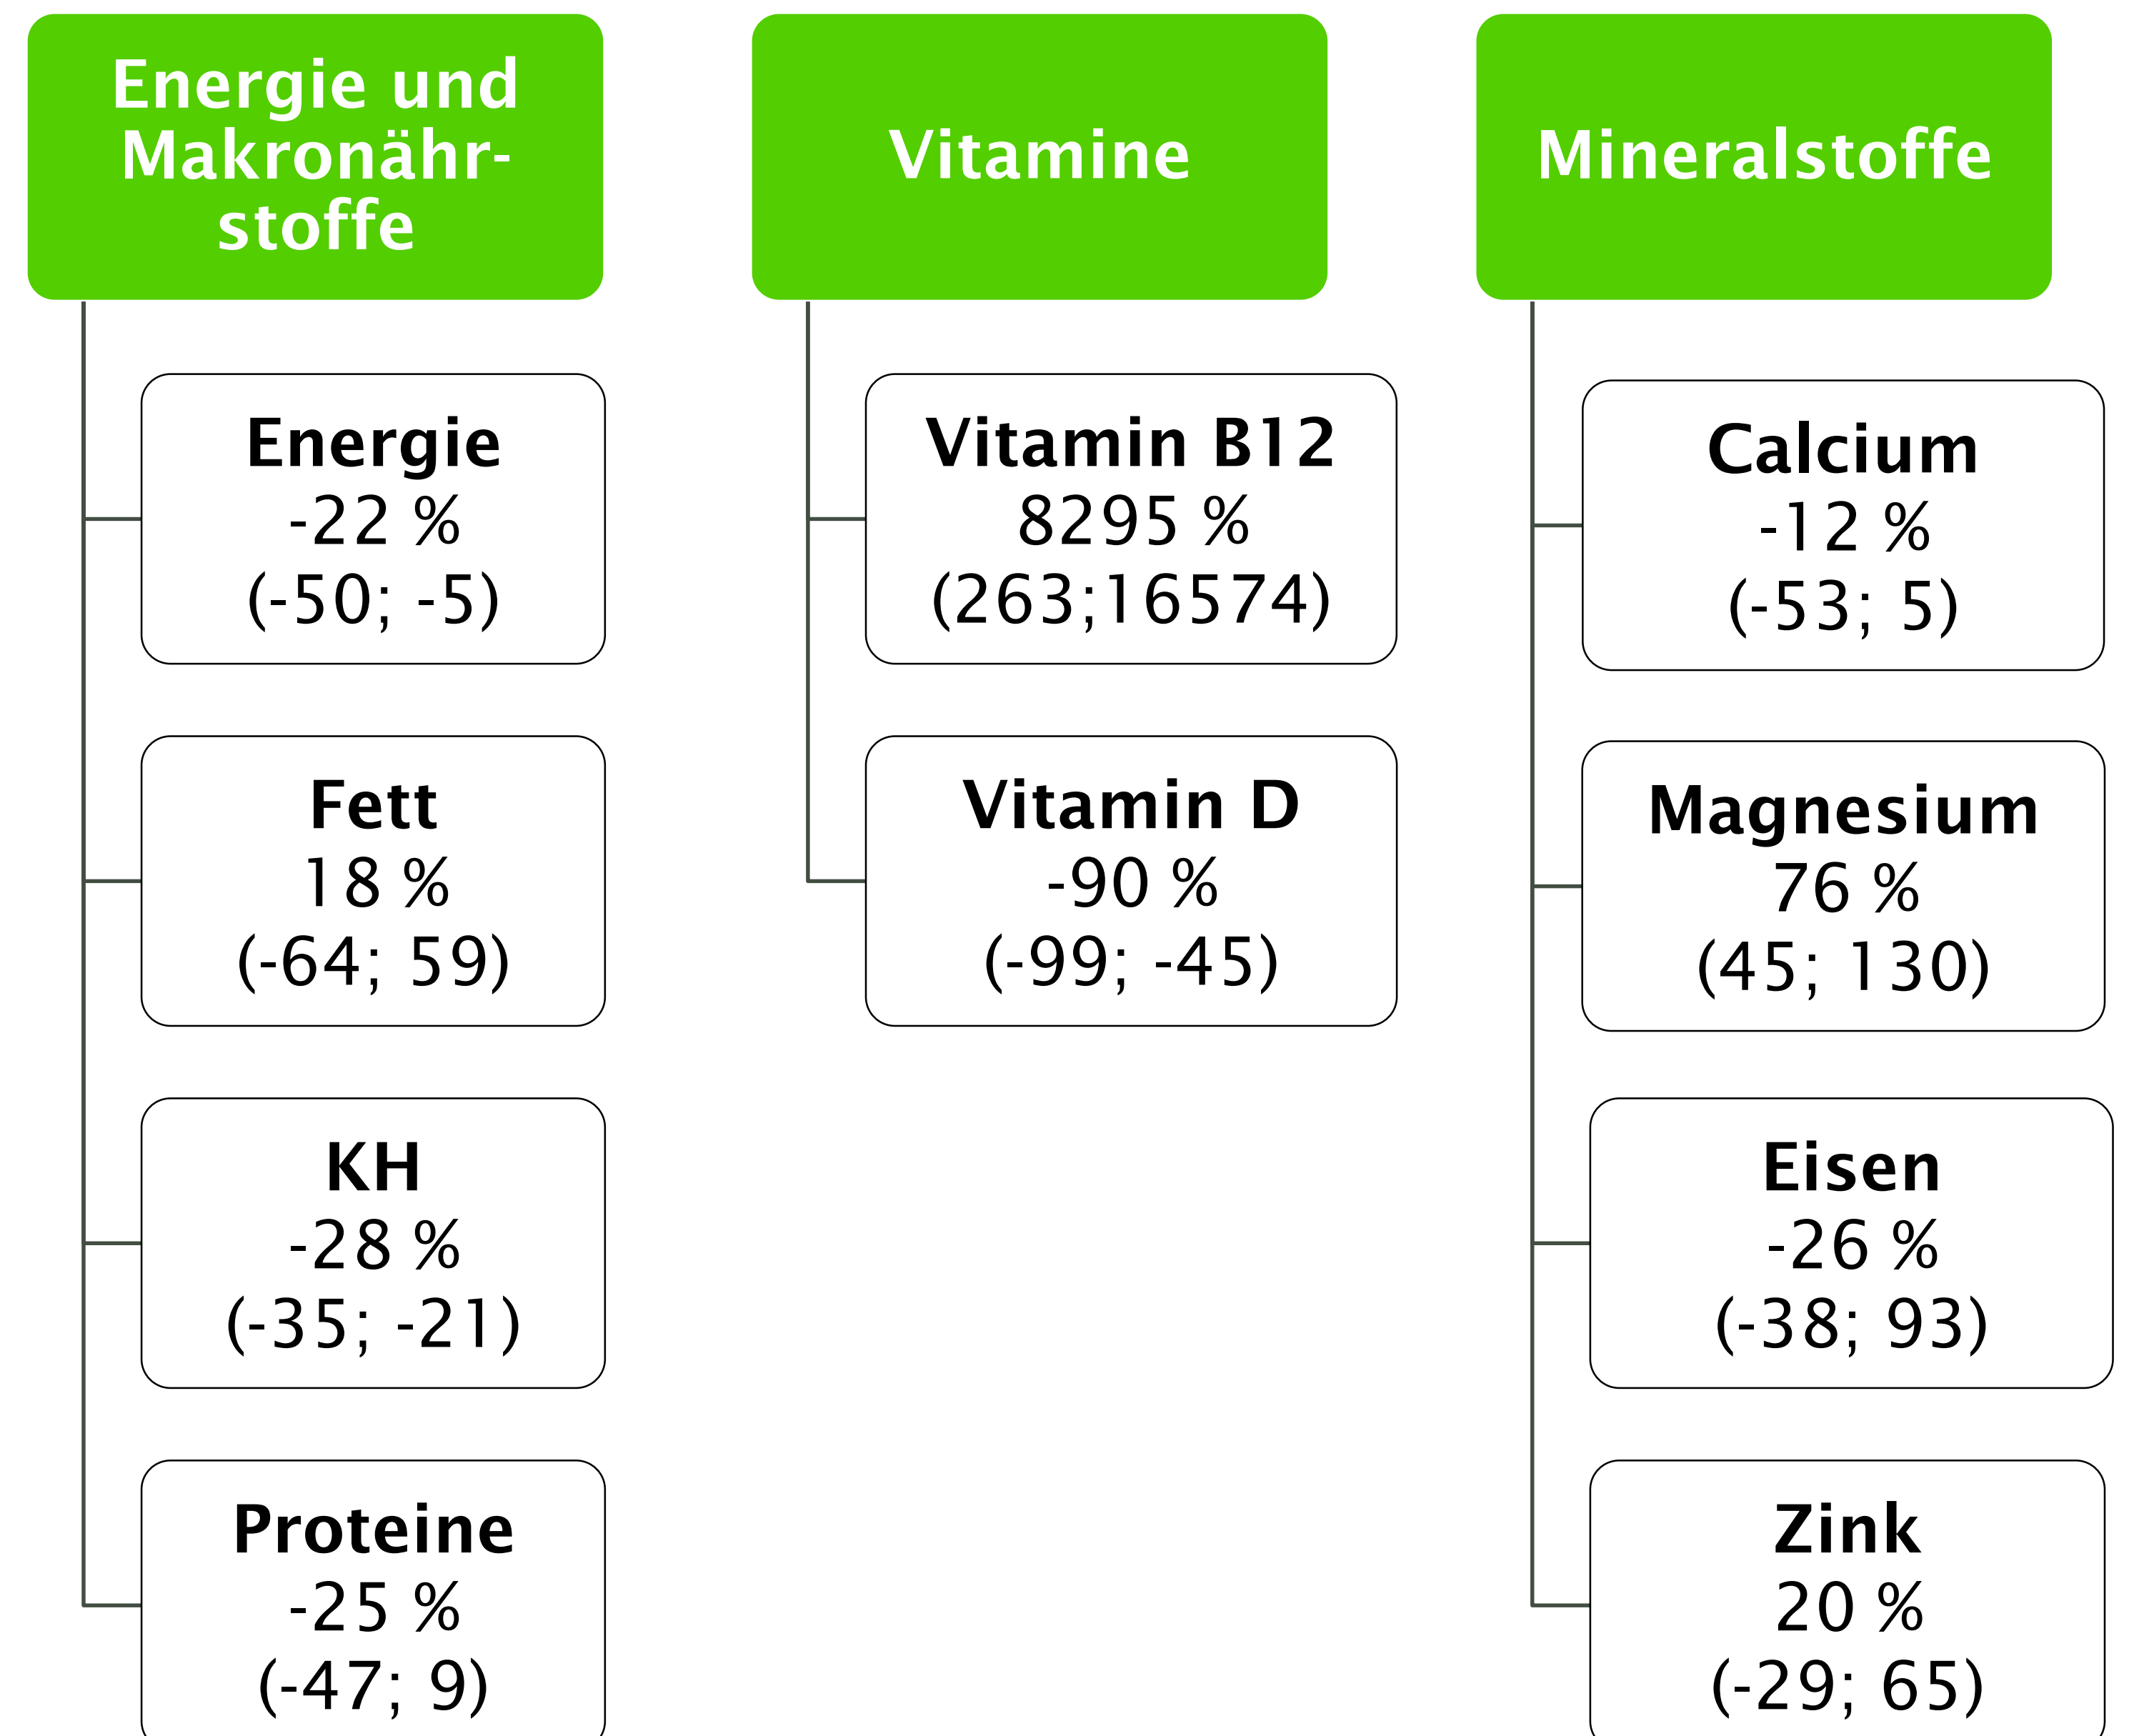 Energie und
Makronähr-
stoffe
Energie
-22 %
(-50; -5)
Fett
18 %
(-64; 59)
KH
-28 %
(-35; -21)
Proteine
-25 %
(-47; 9)
Vitamine
Vitamin B12
8295 %
(263;16574)
Vitamin D
-90 %
(-99; -45)
Mineralstoffe
Calcium
-12 %
(-53; 5)
Magnesium
76 %
(45; 130)
Eisen
-26 %
(-38; 93)
Zink
20 %
(-29; 65)